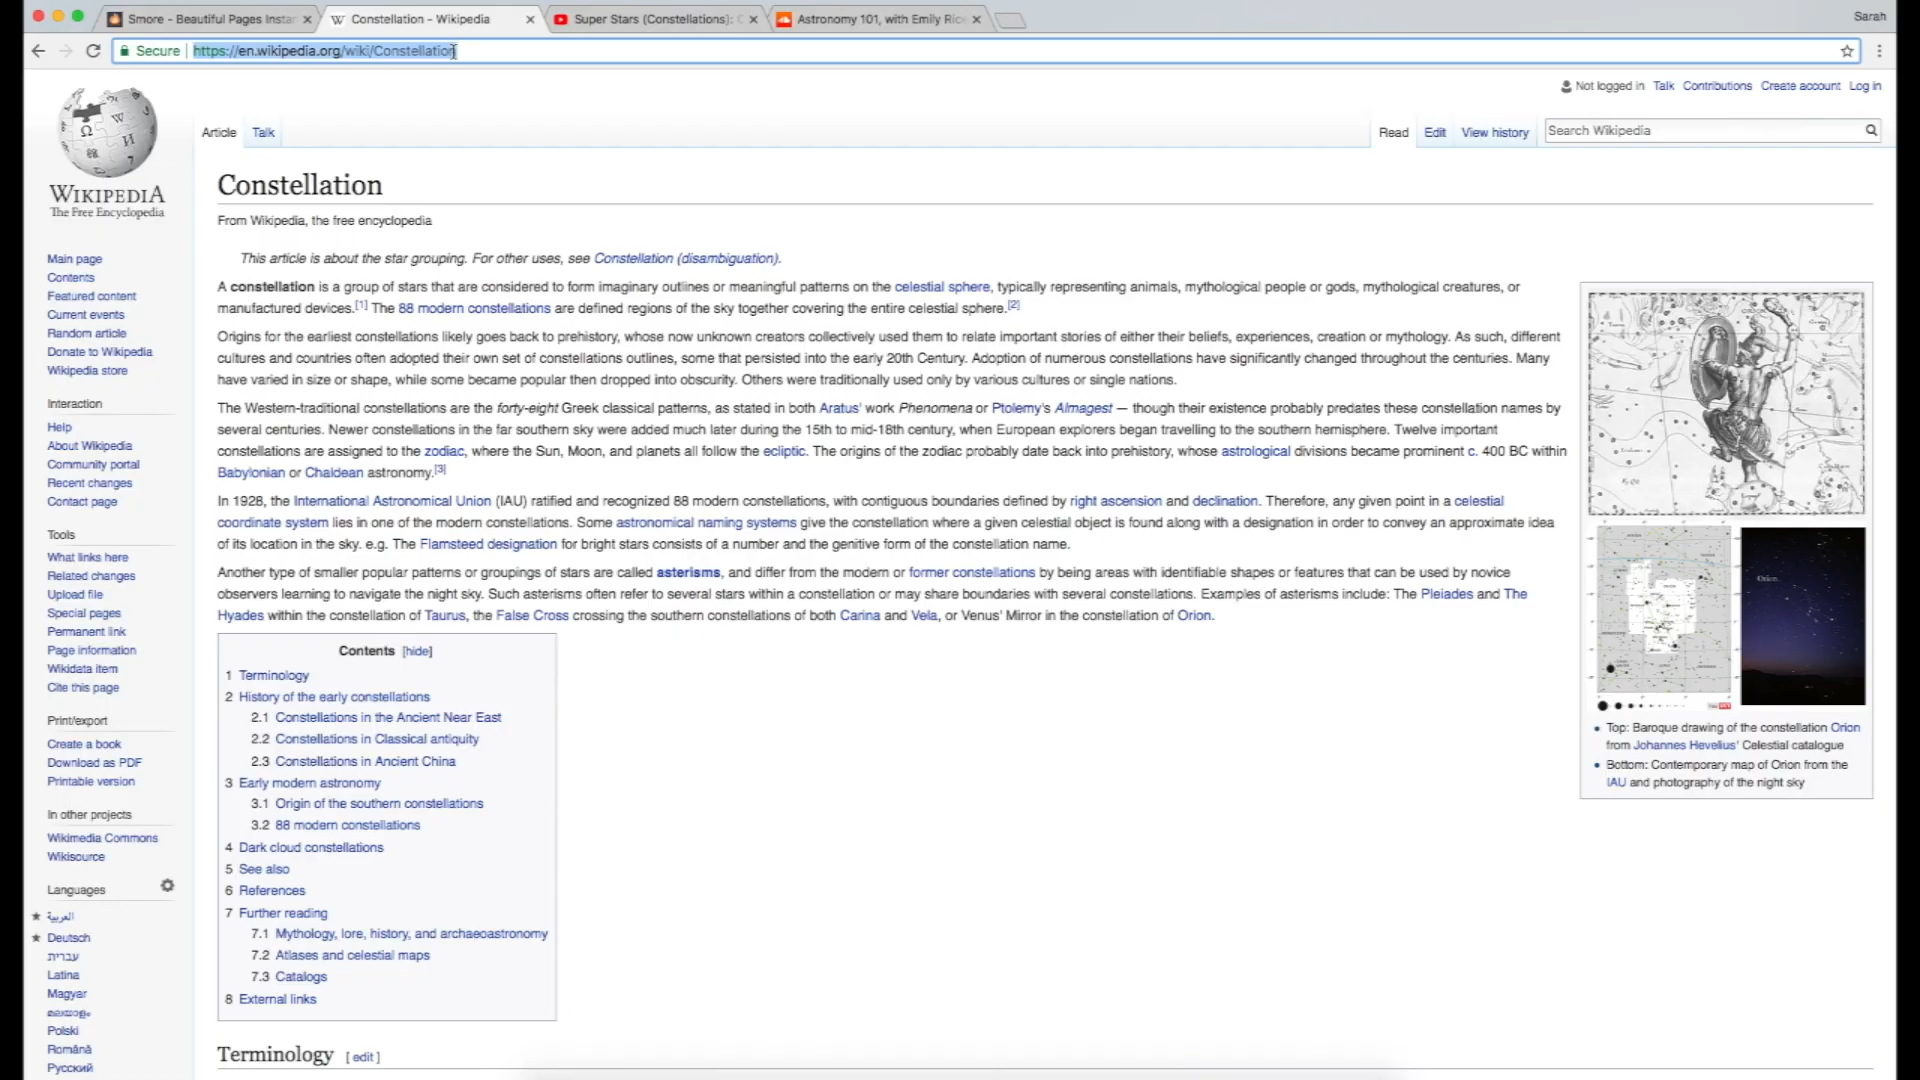 Smore - Beautiful Pages Instan
Constellation - Wikipedia
Super Stars (Constellations): C
Astronomy 101, with Emily Rice
Sarah
Secure
https://en.wikipedia.org/wiki/Constellation
Not logged in Talk Contributions Create account Log in
WIKIPEDIA
The Free Encyclopedia
Article Talk
Read Edit View history
Search Wikipedia
Constellation
From Wikipedia, the free encyclopedia
This article is about the star grouping. For other uses, see Constellation (disambiguation).
A constellation is a group of stars that are considered to form imaginary outlines or meaningful patterns on the celestial sphere, typically representing animals, mythological people or gods, mythological creatures, or
manufactured devices.[1] The 88 modern constellations are defined regions of the sky together covering the entire celestial sphere.[2]
Origins for the earliest constellations likely goes back to prehistory, whose now unknown creators collectively used them to relate important stories of either their beliefs, experiences, creation or mythology. As such, different
cultures and countries often adopted their own set of constellations outlines, some that persisted into the early 20th Century. Adoption of numerous constellations have significantly changed throughout the centuries. Many
have varied in size or shape, while some became popular then dropped into obscurity. Others were traditionally used only by various cultures or single nations.
The Western-traditional constellations are the forty-eight Greek classical patterns, as stated in both Aratus' work Phenomena or Ptolemy's Almagest — though their existence probably predates these constellation names by
several centuries. Newer constellations in the far southern sky were added much later during the 15th to mid-18th century, when European explorers began travelling to the southern hemisphere. Twelve important
constellations are assigned to the zodiac, where the Sun, Moon, and planets all follow the ecliptic. The origins of the zodiac probably date back into prehistory, whose astrological divisions became prominent c. 400 BC within
Babylonian or Chaldean astronomy.[3]
In 1928, the International Astronomical Union (IAU) ratified and recognized 88 modern constellations, with contiguous boundaries defined by right ascension and declination. Therefore, any given point in a celestial
coordinate system lies in one of the modern constellations. Some astronomical naming systems give the constellation where a given celestial object is found along with a designation in order to convey an approximate idea
of its location in the sky. e.g. The Flamsteed designation for bright stars consists of a number and the genitive form of the constellation name.
Another type of smaller popular patterns or groupings of stars are called asterisms, and differ from the modern or former constellations by being areas with identifiable shapes or features that can be used by novice
observers learning to navigate the night sky. Such asterisms often refer to several stars within a constellation or may share boundaries with several constellations. Examples of asterisms include: The Pleiades and The
Hyades within the constellation of Taurus, the False Cross crossing the southern constellations of both Carina and Vela, or Venus' Mirror in the constellation of Orion.
Contents [hide]
1 Terminology
2 History of the early constellations
2.1 Constellations in the Ancient Near East
2.2 Constellations in Classical antiquity
2.3 Constellations in Ancient China
3 Early modern astronomy
3.1 Origin of the southern constellations
3.2 88 modern constellations
4 Dark cloud constellations
5 See also
6 References
7 Further reading
7.1 Mythology, lore, history, and archaeoastronomy
7.2 Atlases and celestial maps
7.3 Catalogs
8 External links
Terminology [ edit ]
Orion
• Top: Baroque drawing of the constellation Orion
from Johannes Hevelius' Celestial catalogue
• Bottom: Contemporary map of Orion from the
IAU and photography of the night sky
Main page
Contents
Featured content
Current events
Random article
Donate to Wikipedia
Wikipedia store
Interaction
Help
About Wikipedia
Community portal
Recent changes
Contact page
Tools
What links here
Related changes
Upload file
Special pages
Permanent link
Page information
Wikidata item
Cite this page
Print/export
Create a book
Download as PDF
Printable version
In other projects
Wikimedia Commons
Wikisource
Languages
العربية
Deutsch
עברית
Latina
Magyar
മലയാളം
Polski
Română
Русский